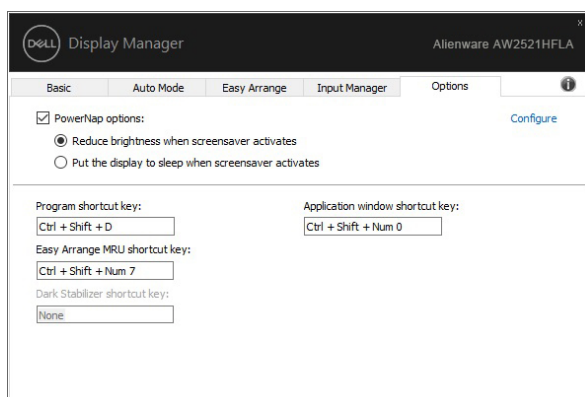 x
DELL Display Manager
Alienware AW2521HFLA
Basic Auto Mode Easy Arrange Input Manager Options i
PowerNap options:
Configure
Reduce brightness when screensaver activates
Put the display to sleep when screensaver activates
Program shortcut key:
Ctrl + Shift + D
Application window shortcut key:
Ctrl + Shift + Num 0
Easy Arrange MRU shortcut key:
Ctrl + Shift + Num 7
Dark Stabilizer shortcut key:
None